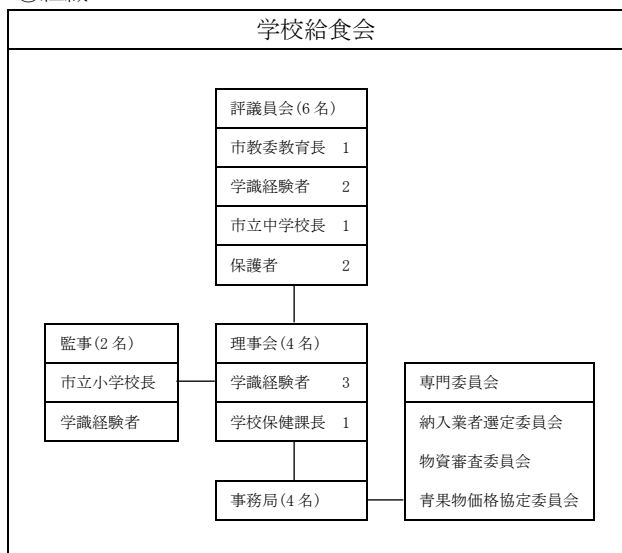 学校給食会
評議員会(6名)
市教委教育長 1
学識経験者 2
市立中学校長 1
保護者 2
監事(2名)
市立小学校長
学識経験者
理事会(4名)
学識経験者 3
学校保健課長 1
事務局(4名)
専門委員会
納入業者選定委員会
物資審査委員会
青果物価格協定委員会